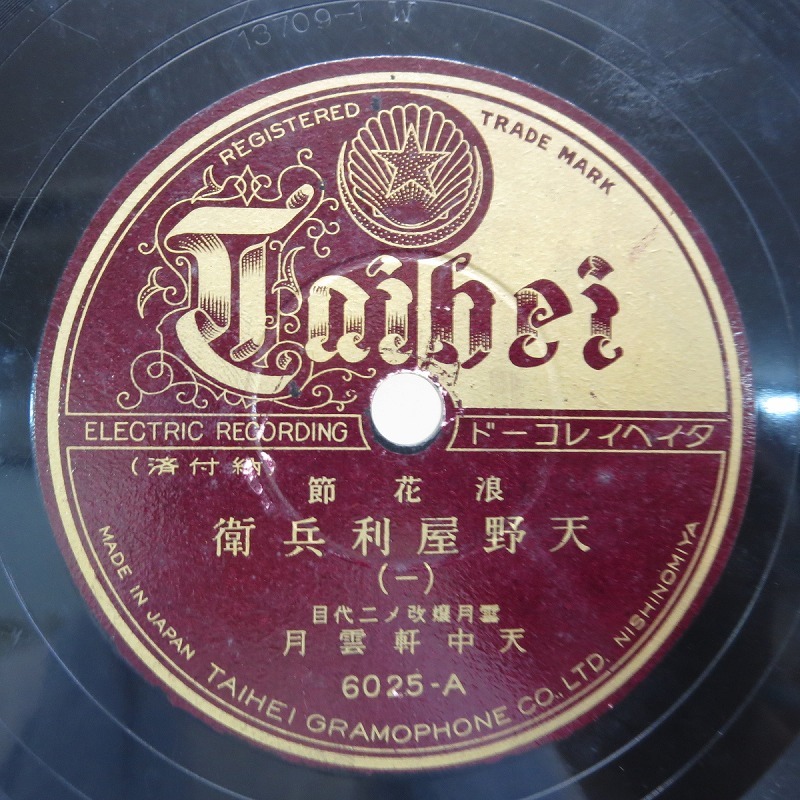 13709-1 W
REGISTERED TRADE MARK
Taihei
ELECTRIC RECORDING
タイヘイレコード
(納付済)
浪花節
天野屋利兵衛
(一)
雲月孃改メ二代目
天中軒雲月
6025-A
MADE IN JAPAN TAIHEI GRAMOPHONE CO., LTD. NISHINOMIYA